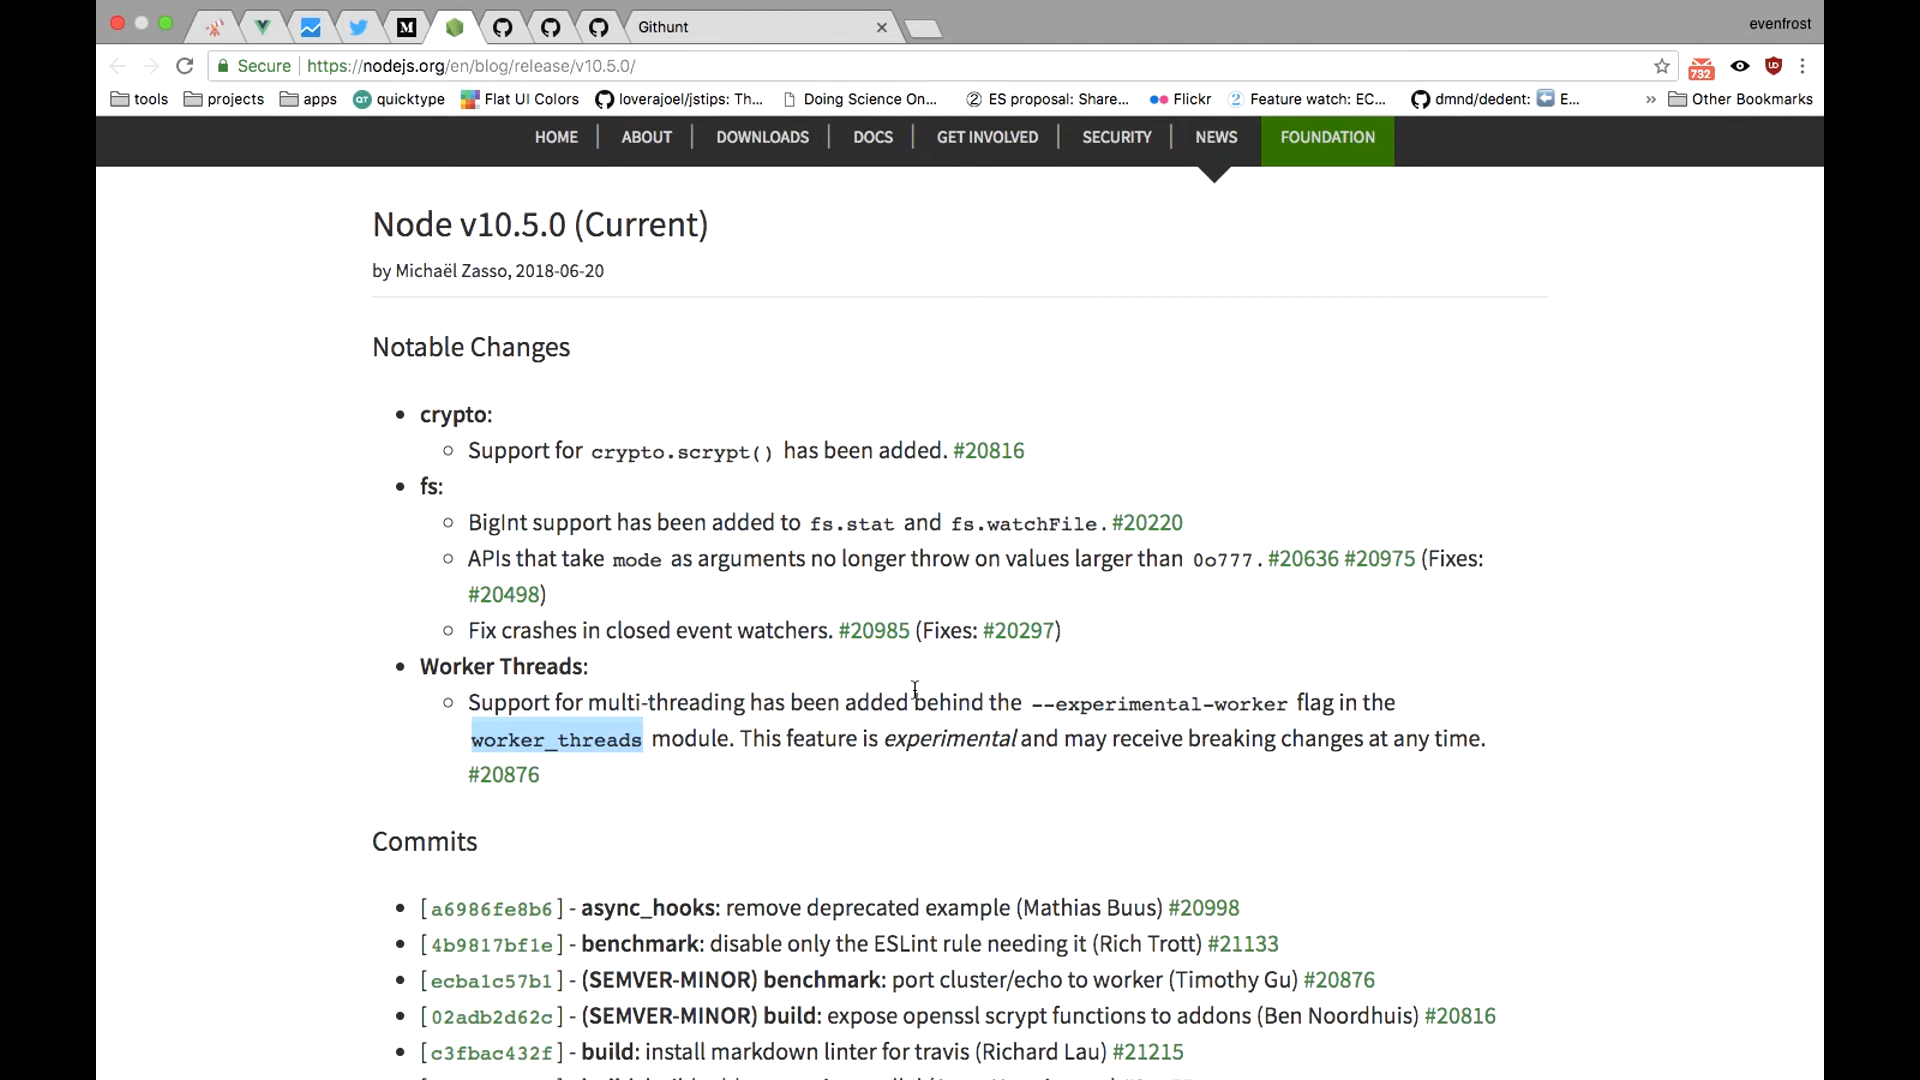 Githunt
evenfrost
Secure https://nodejs.org/en/blog/release/v10.5.0/
732
tools projects apps quicktype Flat UI Colors loverajoel/jstips: Th... Doing Science On... ES proposal: Share... Flickr Feature watch: EC... dmnd/dedent: E... » Other Bookmarks
HOME ABOUT DOWNLOADS DOCS GET INVOLVED SECURITY NEWS FOUNDATION
Node v10.5.0 (Current)
by Michaël Zasso, 2018-06-20
Notable Changes
crypto:
Support for crypto.scrypt() has been added. #20816
fs:
BigInt support has been added to fs.stat and fs.watchFile. #20220
APIs that take mode as arguments no longer throw on values larger than 0o777. #20636 #20975 (Fixes:
#20498)
Fix crashes in closed event watchers. #20985 (Fixes: #20297)
Worker Threads:
Support for multi-threading has been added behind the --experimental-worker flag in the
worker_threads module. This feature is experimental and may receive breaking changes at any time.
#20876
Commits
[a6986fe8b6] - async_hooks: remove deprecated example (Mathias Buus) #20998
[4b9817bf1e] - benchmark: disable only the ESLint rule needing it (Rich Trott) #21133
[ecba1c57b1] - (SEMVER-MINOR) benchmark: port cluster/echo to worker (Timothy Gu) #20876
[02adb2d62c] - (SEMVER-MINOR) build: expose openssl scrypt functions to addons (Ben Noordhuis) #20816
[c3fbac432f] - build: install markdown linter for travis (Richard Lau) #21215